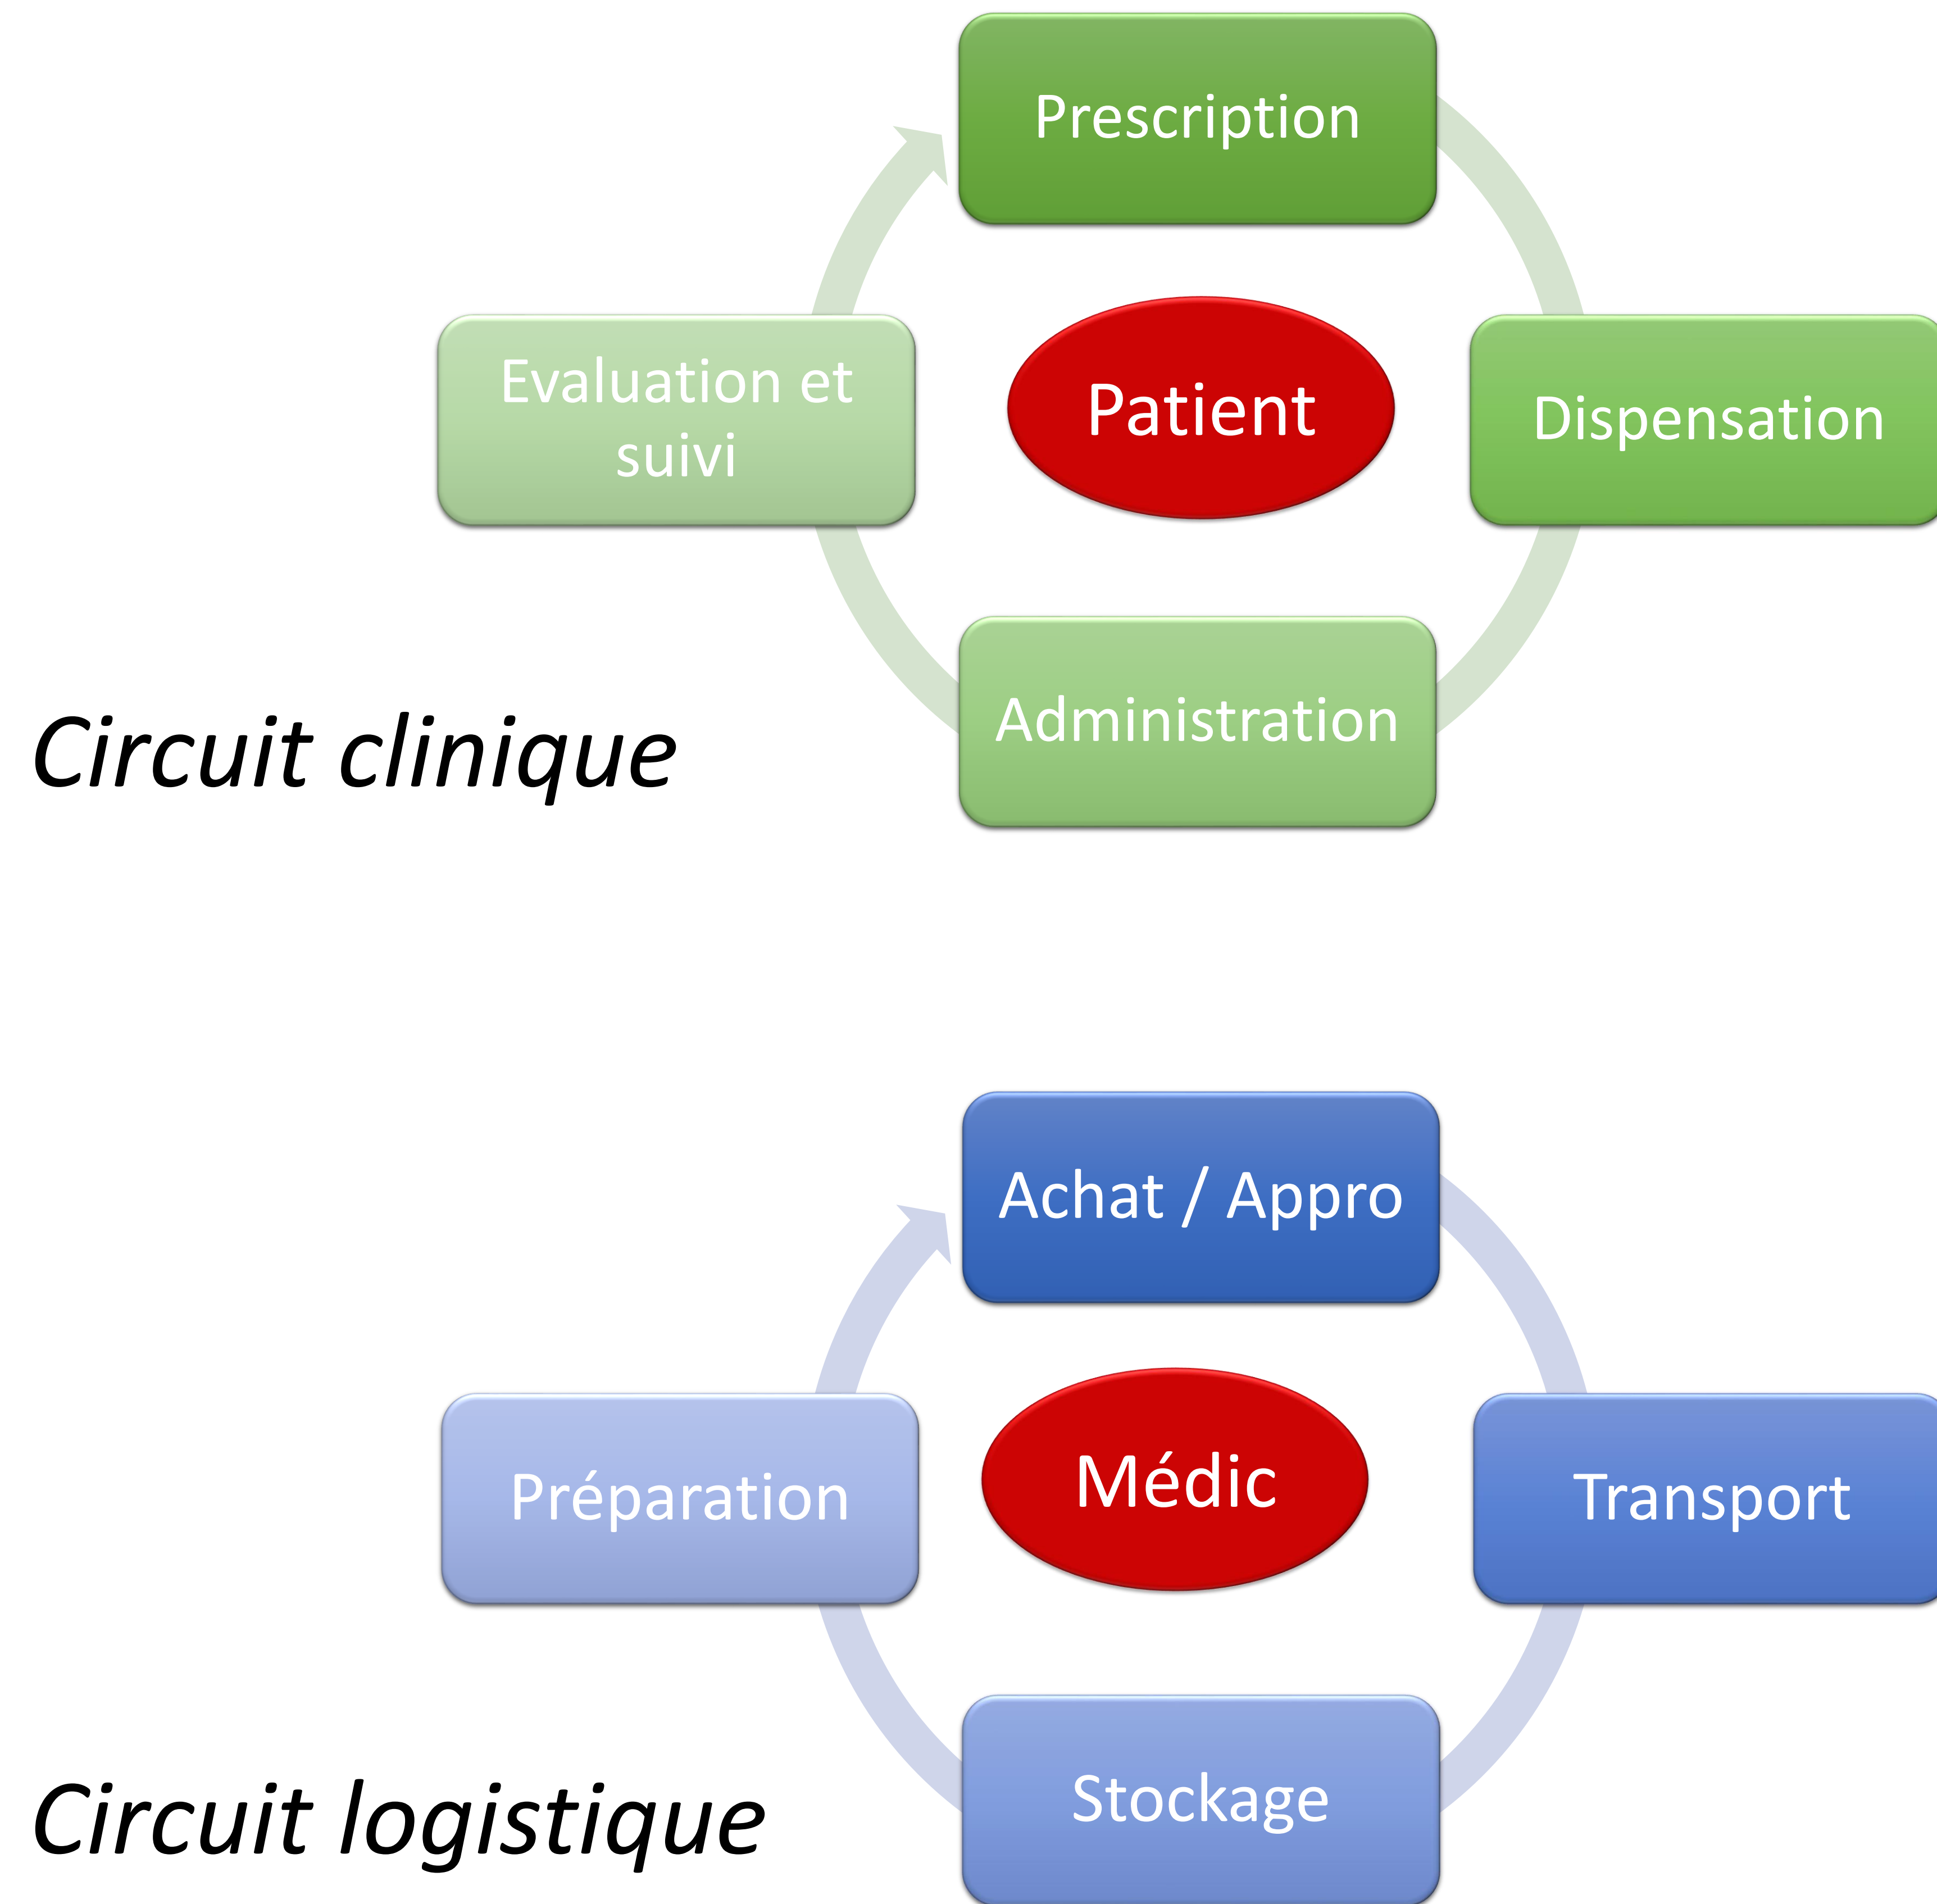 Prescription
Evaluation et
suivi
Patient
Dispensation
Administration
Circuit clinique
Achat / Appro
Préparation
Médic
Transport
Stockage
Circuit logistique